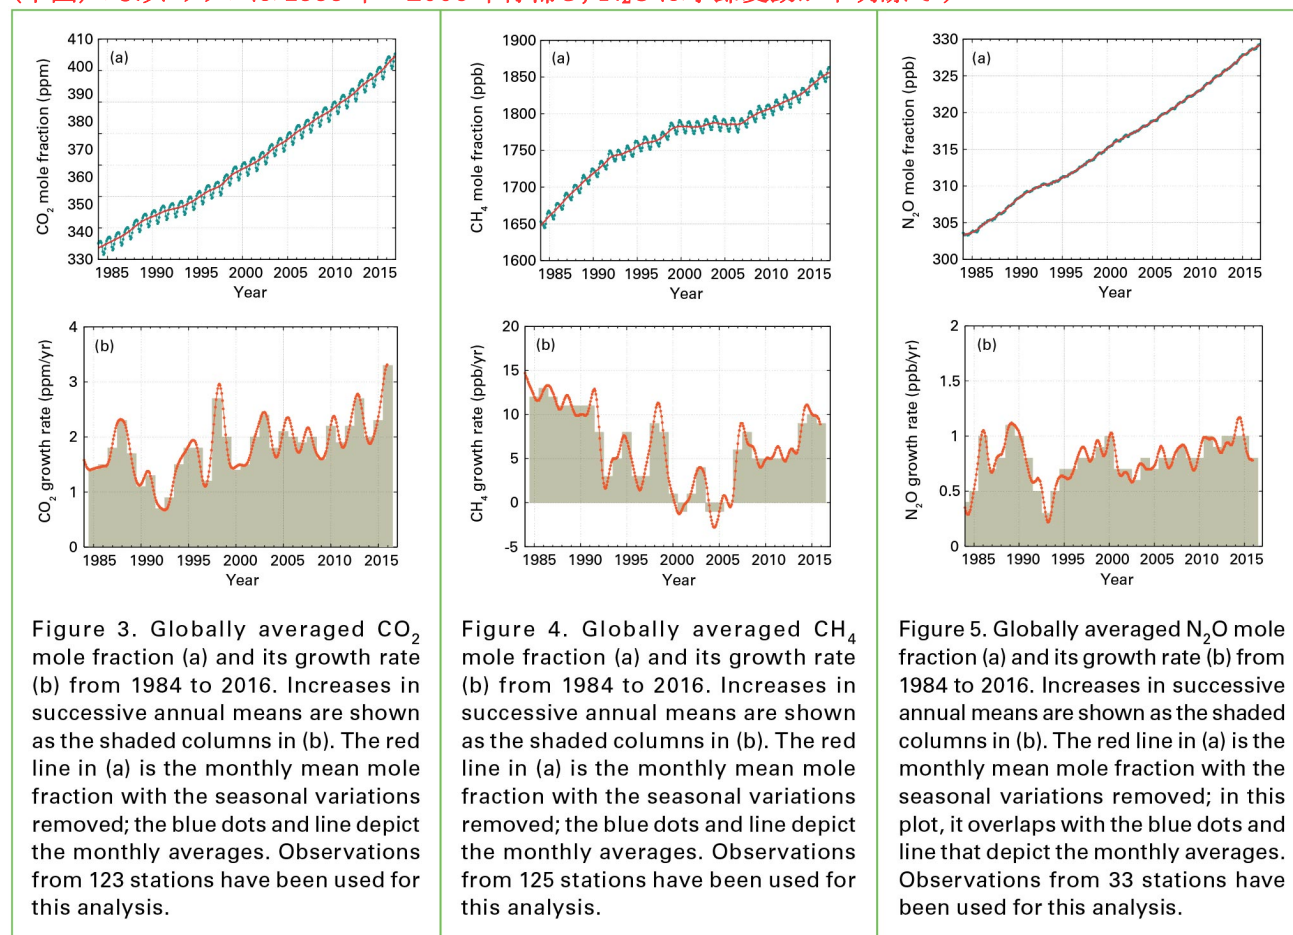 410
400
390
380
370
360
350
340
330
CO₂ mole fraction (ppm)
(a)
1985 1990 1995 2000 2005 2010 2015
Year
4
3
2
1
0
CO₂ growth rate (ppm/yr)
(b)
1985 1990 1995 2000 2005 2010 2015
Year
Figure 3. Globally averaged CO₂
mole fraction (a) and its growth rate
(b) from 1984 to 2016. Increases in
successive annual means are shown
as the shaded columns in (b). The red
line in (a) is the monthly mean mole
fraction with the seasonal variations
removed; the blue dots and line depict
the monthly averages. Observations
from 123 stations have been used for
this analysis.
1900
1850
1800
1750
1700
1650
1600
CH₄ mole fraction (ppb)
(a)
1985 1990 1995 2000 2005 2010 2015
Year
20
15
10
5
0
-5
CH₄ growth rate (ppb/yr)
(b)
1985 1990 1995 2000 2005 2010 2015
Year
Figure 4. Globally averaged CH₄
mole fraction (a) and its growth rate
(b) from 1984 to 2016. Increases in
successive annual means are shown
as the shaded columns in (b). The red
line in (a) is the monthly mean mole
fraction with the seasonal variations
removed; the blue dots and line depict
the monthly averages. Observations
from 125 stations have been used for
this analysis.
330
325
320
315
310
305
300
N₂O mole fraction (ppb)
(a)
1985 1990 1995 2000 2005 2010 2015
Year
2
1.5
1
0.5
0
N₂O growth rate (ppb/yr)
(b)
1985 1990 1995 2000 2005 2010 2015
Year
Figure 5. Globally averaged N₂O mole
fraction (a) and its growth rate (b) from
1984 to 2016. Increases in successive
annual means are shown as the shaded
columns in (b). The red line in (a) is the
monthly mean mole fraction with the
seasonal variations removed; in this
plot, it overlaps with the blue dots and
line that depict the monthly averages.
Observations from 33 stations have
been used for this analysis.